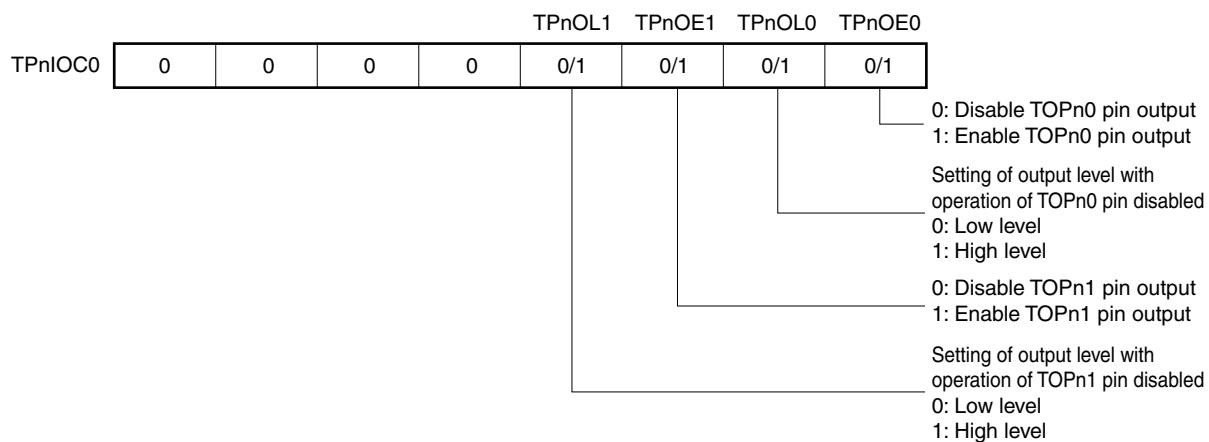 TPnOL1 TPnOE1 TPnOL0 TPnOE0
TPnIOC0 0 0 0 0 0/1 0/1 0/1 0/1
0: Disable TOPn0 pin output
1: Enable TOPn0 pin output
Setting of output level with
operation of TOPn0 pin disabled
0: Low level
1: High level
0: Disable TOPn1 pin output
1: Enable TOPn1 pin output
Setting of output level with
operation of TOPn1 pin disabled
0: Low level
1: High level